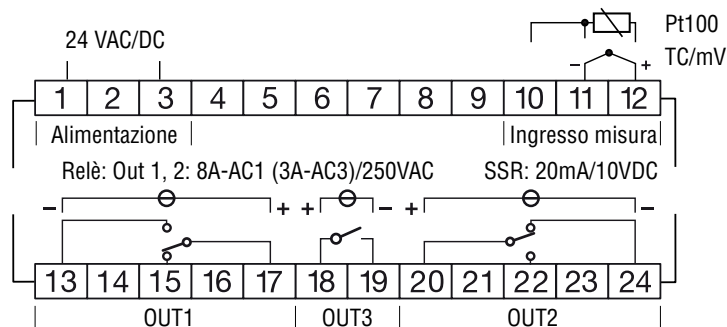 Pt100
24 VAC/DC
TC/mV
– +
1 2 3 4 5 6 7 8 9 10 11 12
Alimentazione Ingresso misura
Relè: Out 1, 2: 8A-AC1 (3A-AC3)/250VAC SSR: 20mA/10VDC
– + + – + –
13 14 15 16 17 18 19 20 21 22 23 24
OUT1 OUT3 OUT2